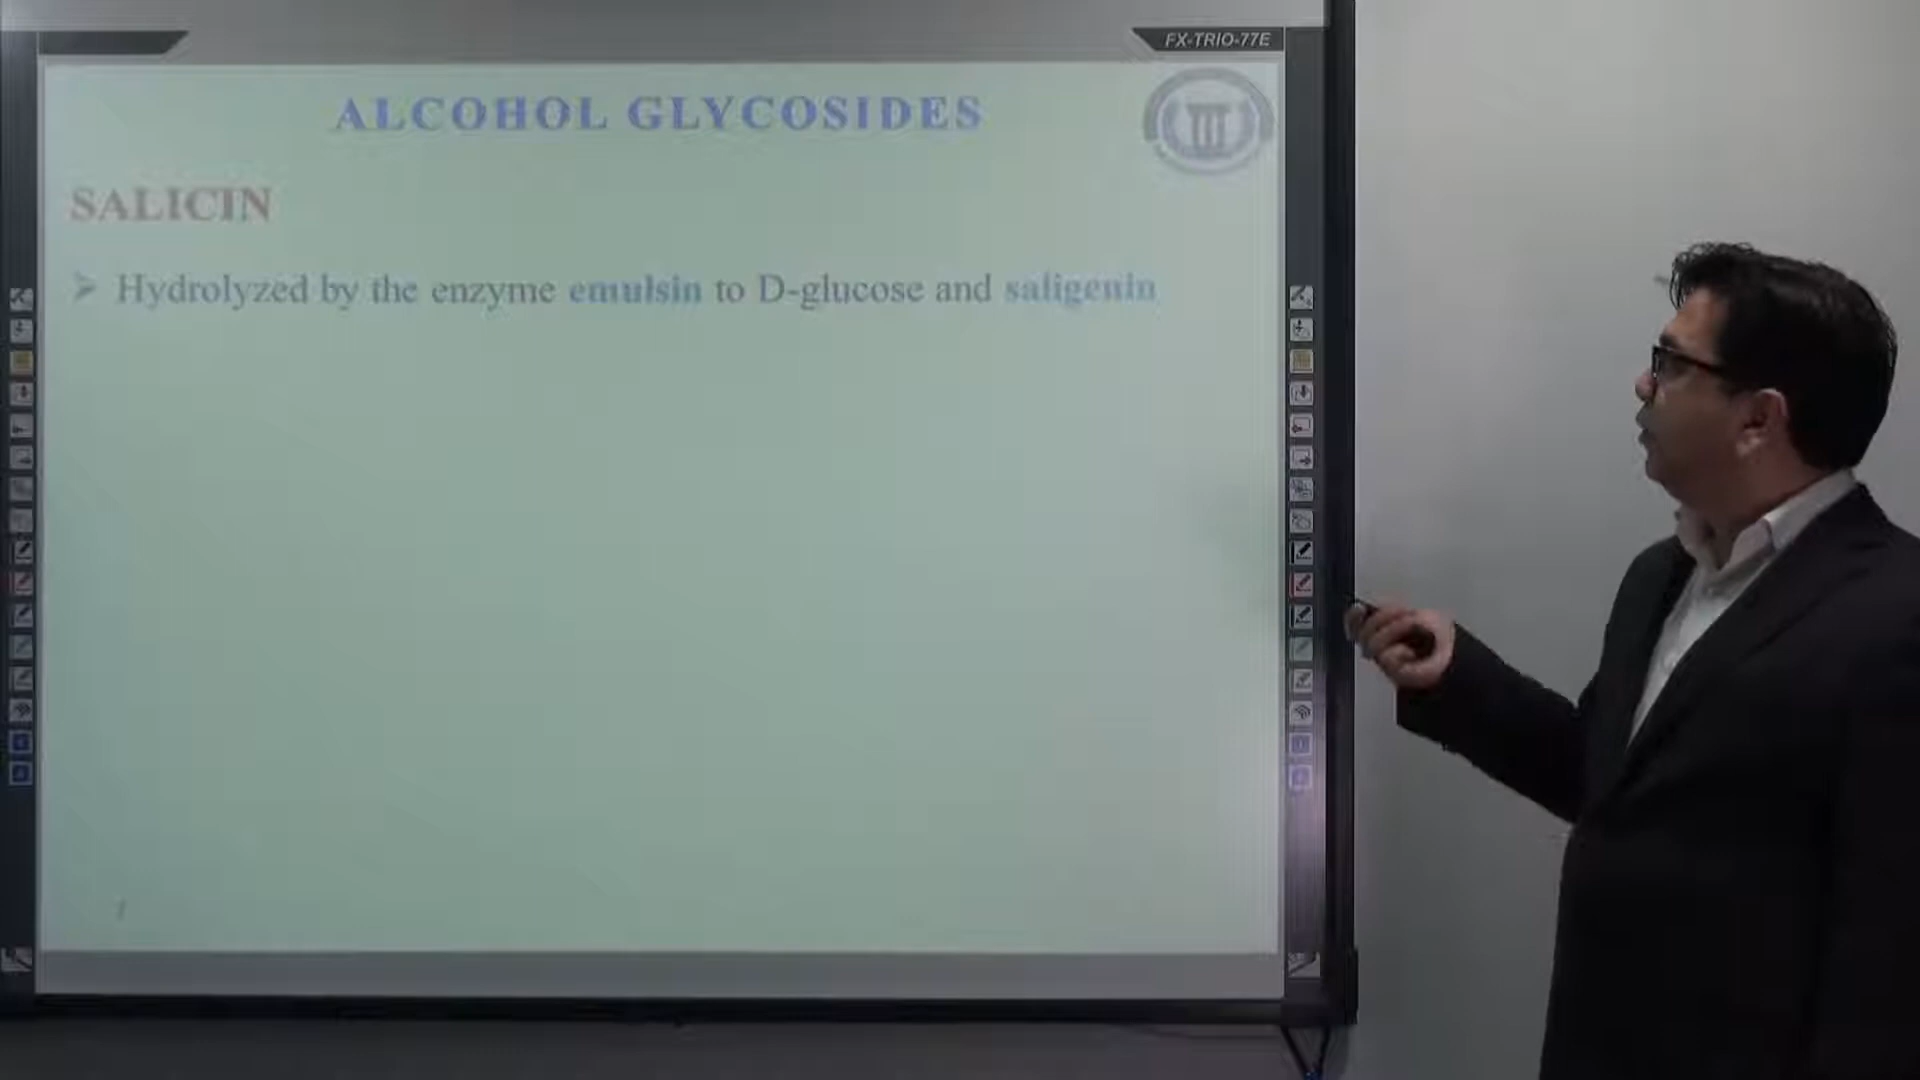 FX-TRIO-77E
ALCOHOL GLYCOSIDES
SALICIN
➢ Hydrolyzed by the enzyme emulsin to D-glucose and saligenin